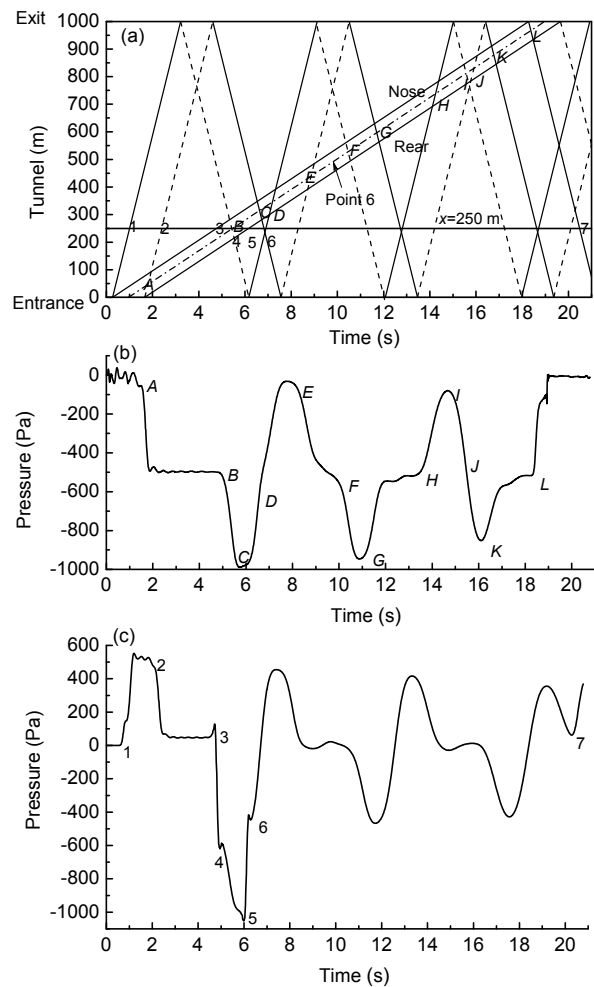 Exit
1000
900
800
700
600
500
400
300
200
100
0
Entrance
Tunnel (m)
(a)
Nose
Rear
Point 6
x=250 m
A
B
C
D
E
F
G
H
I
J
K
L
1
2
3
4
5
6
7
0 2 4 6 8 10 12 14 16 18 20
Time (s)
(b)
0
-200
-400
-600
-800
-1000
Pressure (Pa)
A
B
C
D
E
F
G
H
I
J
K
L
0 2 4 6 8 10 12 14 16 18 20
Time (s)
(c)
600
400
200
0
-200
-400
-600
-800
-1000
Pressure (Pa)
1
2
3
4
5
6
7
0 2 4 6 8 10 12 14 16 18 20
Time (s)